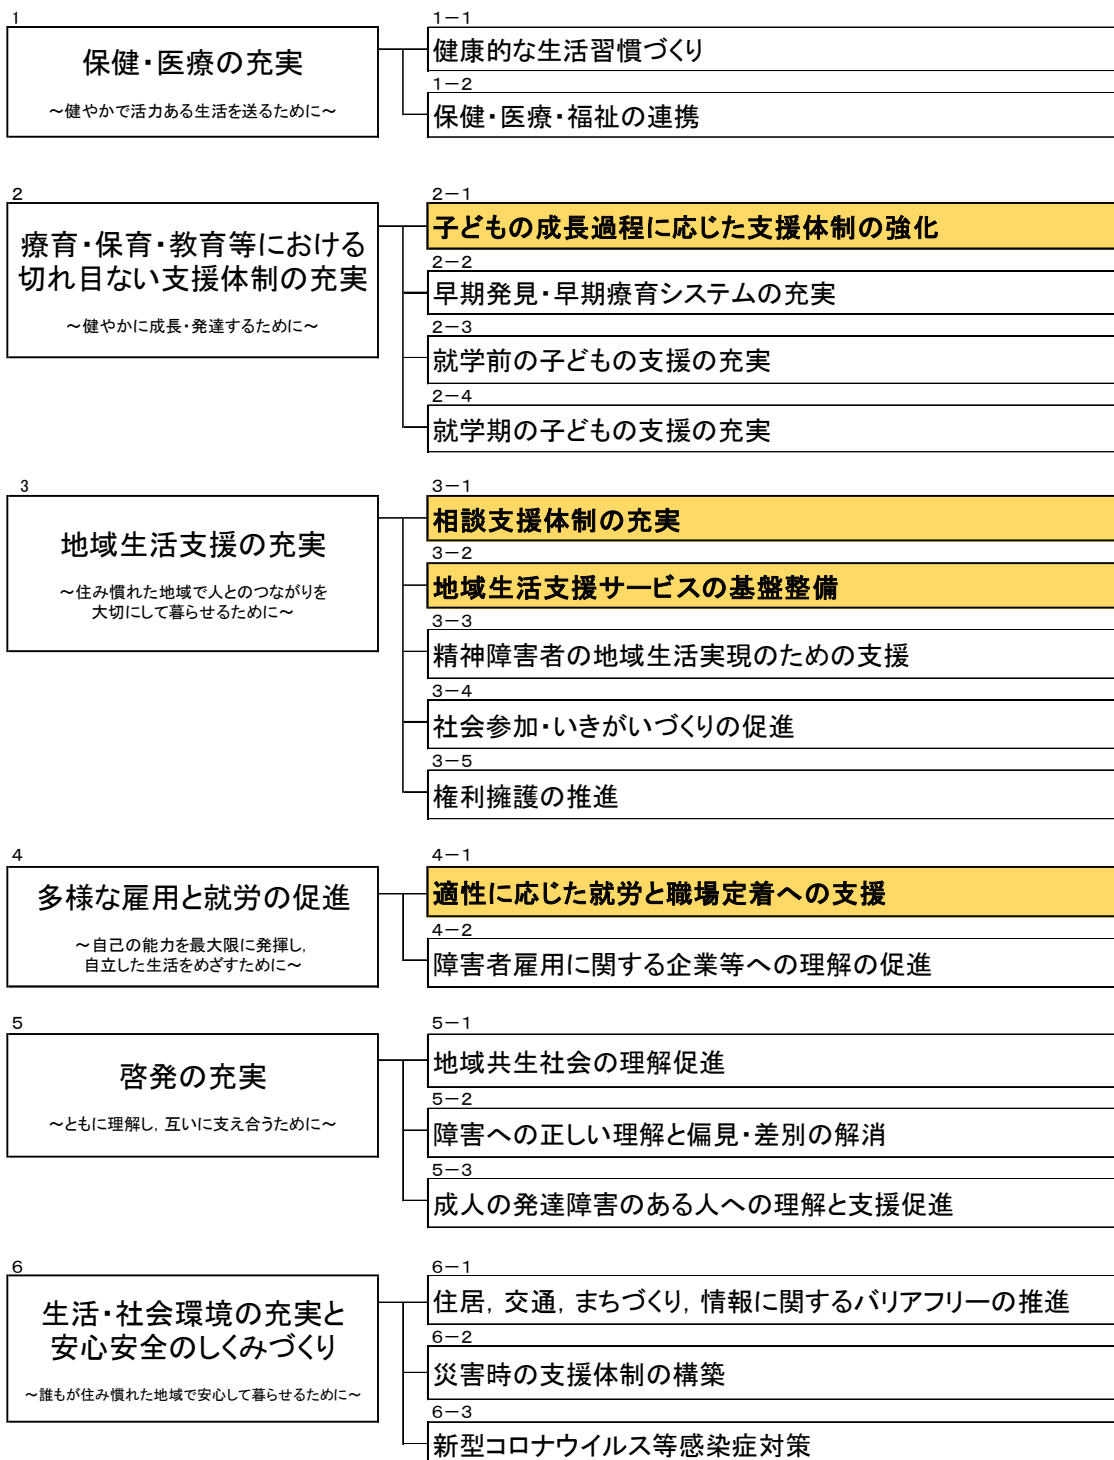 1
保健・医療の充実
～健やかで活力ある生活を送るために～
1－1
健康的な生活習慣づくり
1－2
保健・医療・福祉の連携
2
療育・保育・教育等における
切れ目ない支援体制の充実
～健やかに成長・発達するために～
2－1
子どもの成長過程に応じた支援体制の強化
2－2
早期発見・早期療育システムの充実
2－3
就学前の子どもの支援の充実
2－4
就学期の子どもの支援の充実
3
地域生活支援の充実
～住み慣れた地域で人とのつながりを
大切にして暮らせるために～
3－1
相談支援体制の充実
3－2
地域生活支援サービスの基盤整備
3－3
精神障害者の地域生活実現のための支援
3－4
社会参加・いきがいづくりの促進
3－5
権利擁護の推進
4
多様な雇用と就労の促進
～自己の能力を最大限に発揮し，
自立した生活をめざすために～
4－1
適性に応じた就労と職場定着への支援
4－2
障害者雇用に関する企業等への理解の促進
5
啓発の充実
～ともに理解し，互いに支え合うために～
5－1
地域共生社会の理解促進
5－2
障害への正しい理解と偏見・差別の解消
5－3
成人の発達障害のある人への理解と支援促進
6
生活・社会環境の充実と
安心安全のしくみづくり
～誰もが住み慣れた地域で安心して暮らせるために～
6－1
住居，交通，まちづくり，情報に関するバリアフリーの推進
6－2
災害時の支援体制の構築
6－3
新型コロナウイルス等感染症対策